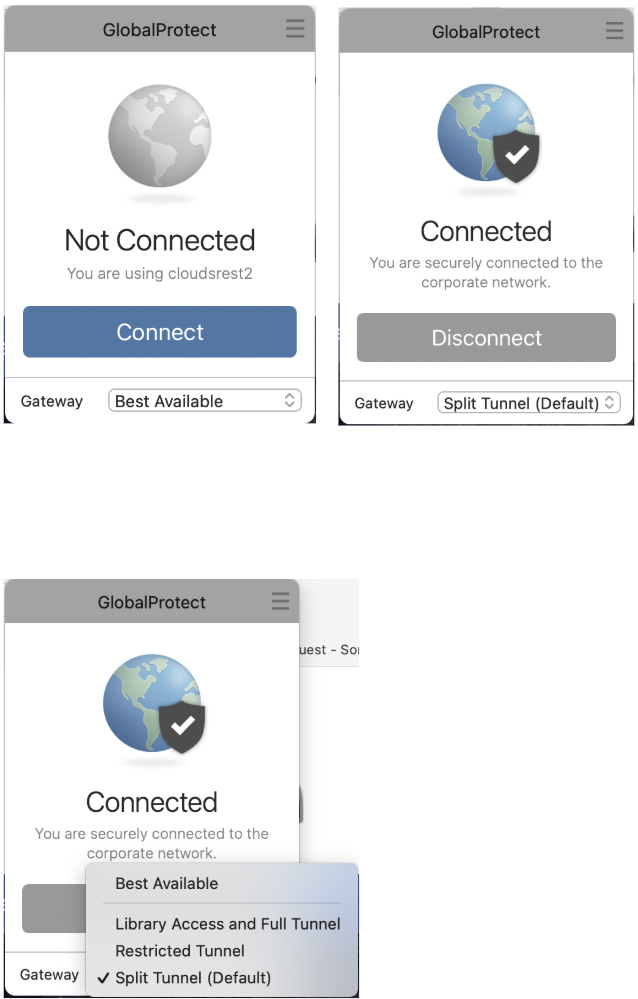 GlobalProtect
Not Connected
You are using cloudsrest2
Connect
Gateway Best Available
GlobalProtect
Connected
You are securely connected to the
corporate network.
Disconnect
Gateway Split Tunnel (Default)
GlobalProtect
uest - Sor
Connected
You are securely connected to the
corporate network.
Best Available
Library Access and Full Tunnel
Restricted Tunnel
Gateway ✓ Split Tunnel (Default)